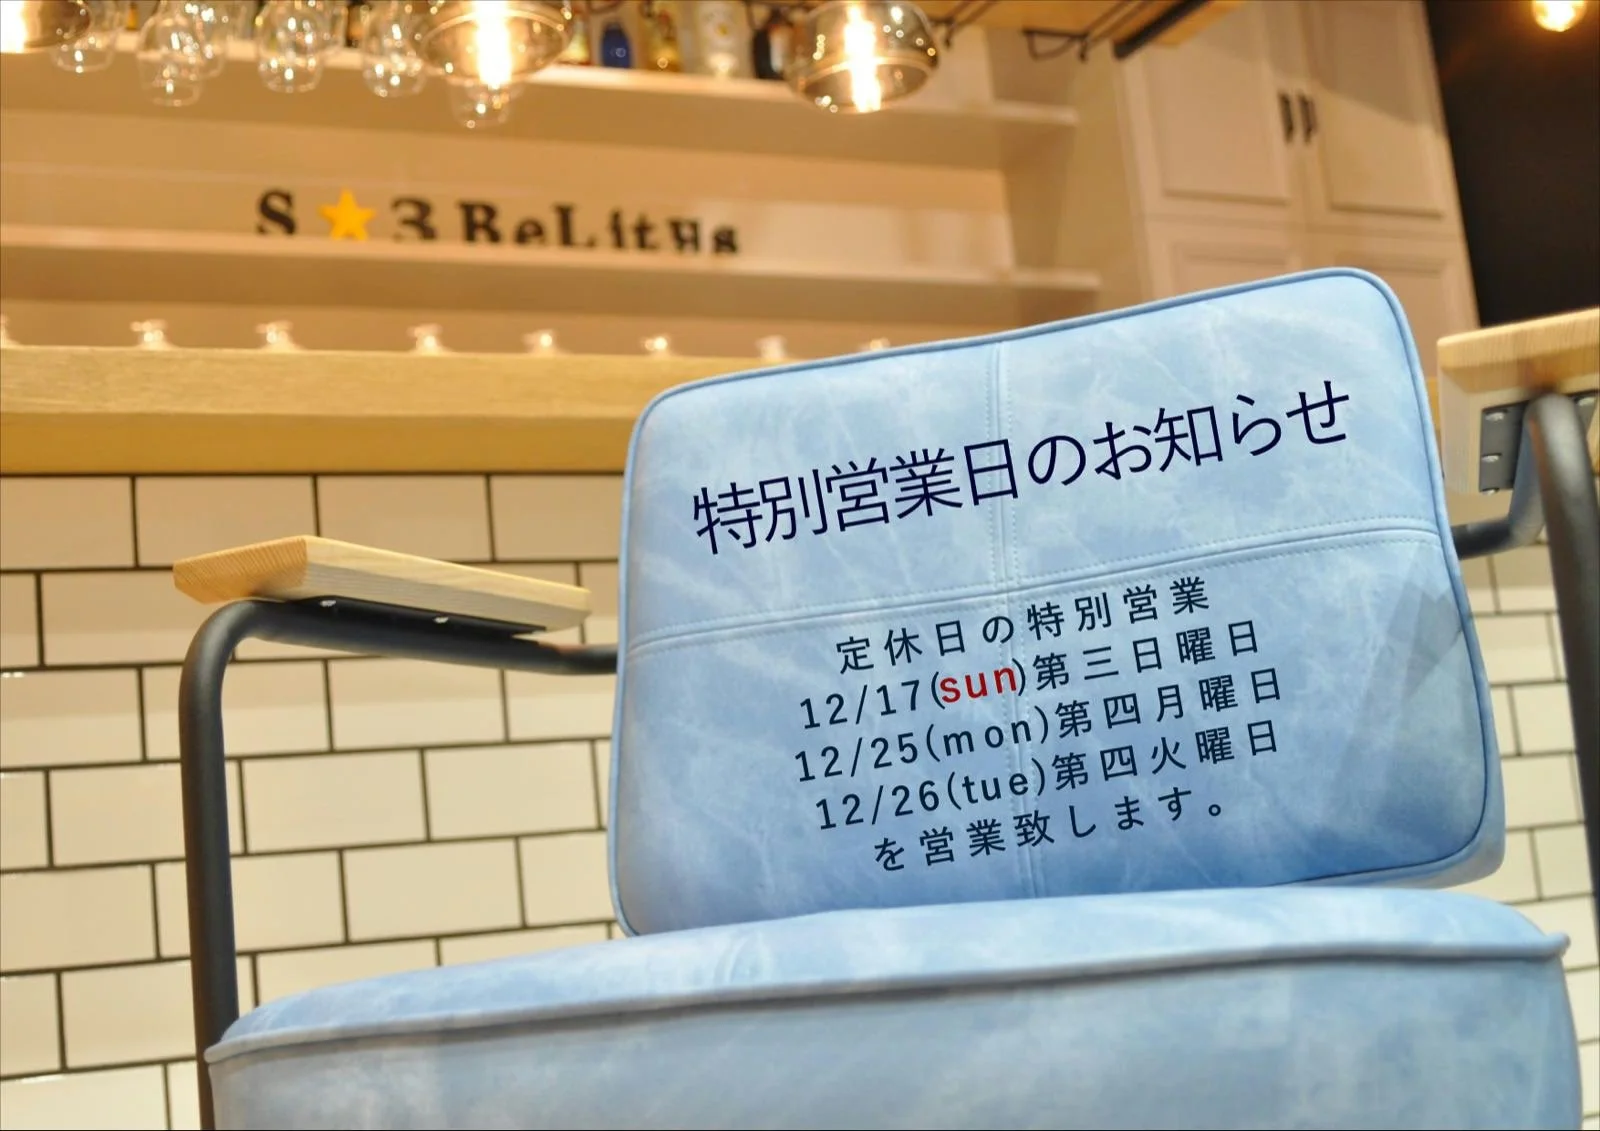 S★3 BeLitHs
特別営業日のお知らせ
定休日の特別営業
12/17(sun)第三日曜日
12/25(mon)第四月曜日
12/26(tue)第四火曜日
を営業致します。